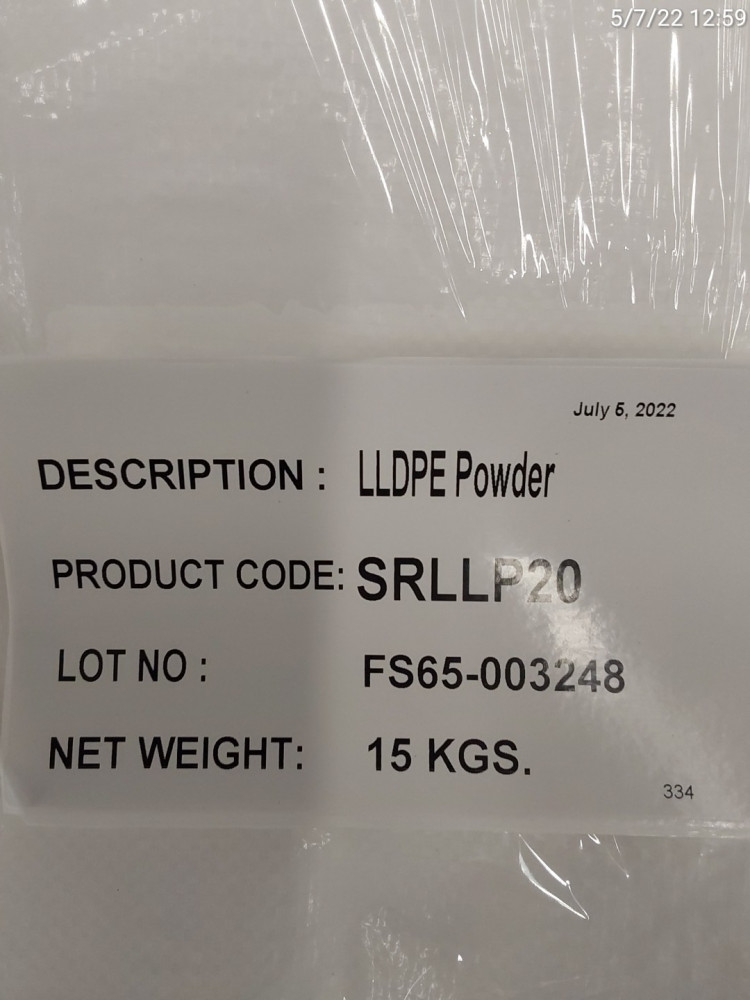 5/7/22 12:59
July 5, 2022
DESCRIPTION : LLDPE Powder
PRODUCT CODE: SRLLP20
LOT NO : FS65-003248
NET WEIGHT: 15 KGS.
334